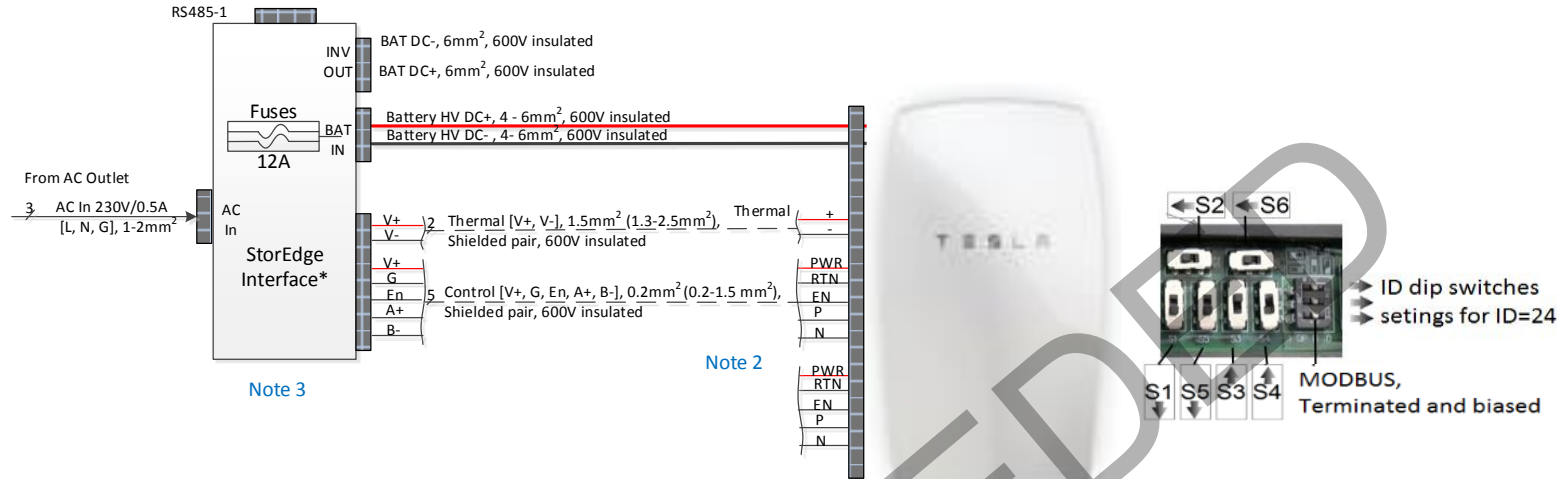 RS485-1
INV
OUT
BAT DC-, 6mm², 600V insulated
BAT DC+, 6mm², 600V insulated
Fuses
12A
BAT
IN
Battery HV DC+, 4 - 6mm², 600V insulated
Battery HV DC- , 4- 6mm², 600V insulated
From AC Outlet
3
AC In 230V/0.5A
[L, N, G], 1-2mm²
AC
In
StorEdge
Interface*
V+
V-
2
Thermal [V+, V-], 1.5mm² (1.3-2.5mm²),
Shielded pair, 600V insulated
Thermal
+
-
V+
G
En
A+
B-
5
Control [V+, G, En, A+, B-], 0.2mm² (0.2-1.5 mm²),
Shielded pair, 600V insulated
PWR
RTN
EN
P
N
Note 3
Note 2
PWR
RTN
EN
P
N
TESLA
S2
S6
ID dip switches
setings for ID=24
S1
S5
S3
S4
MODBUS,
Terminated and biased